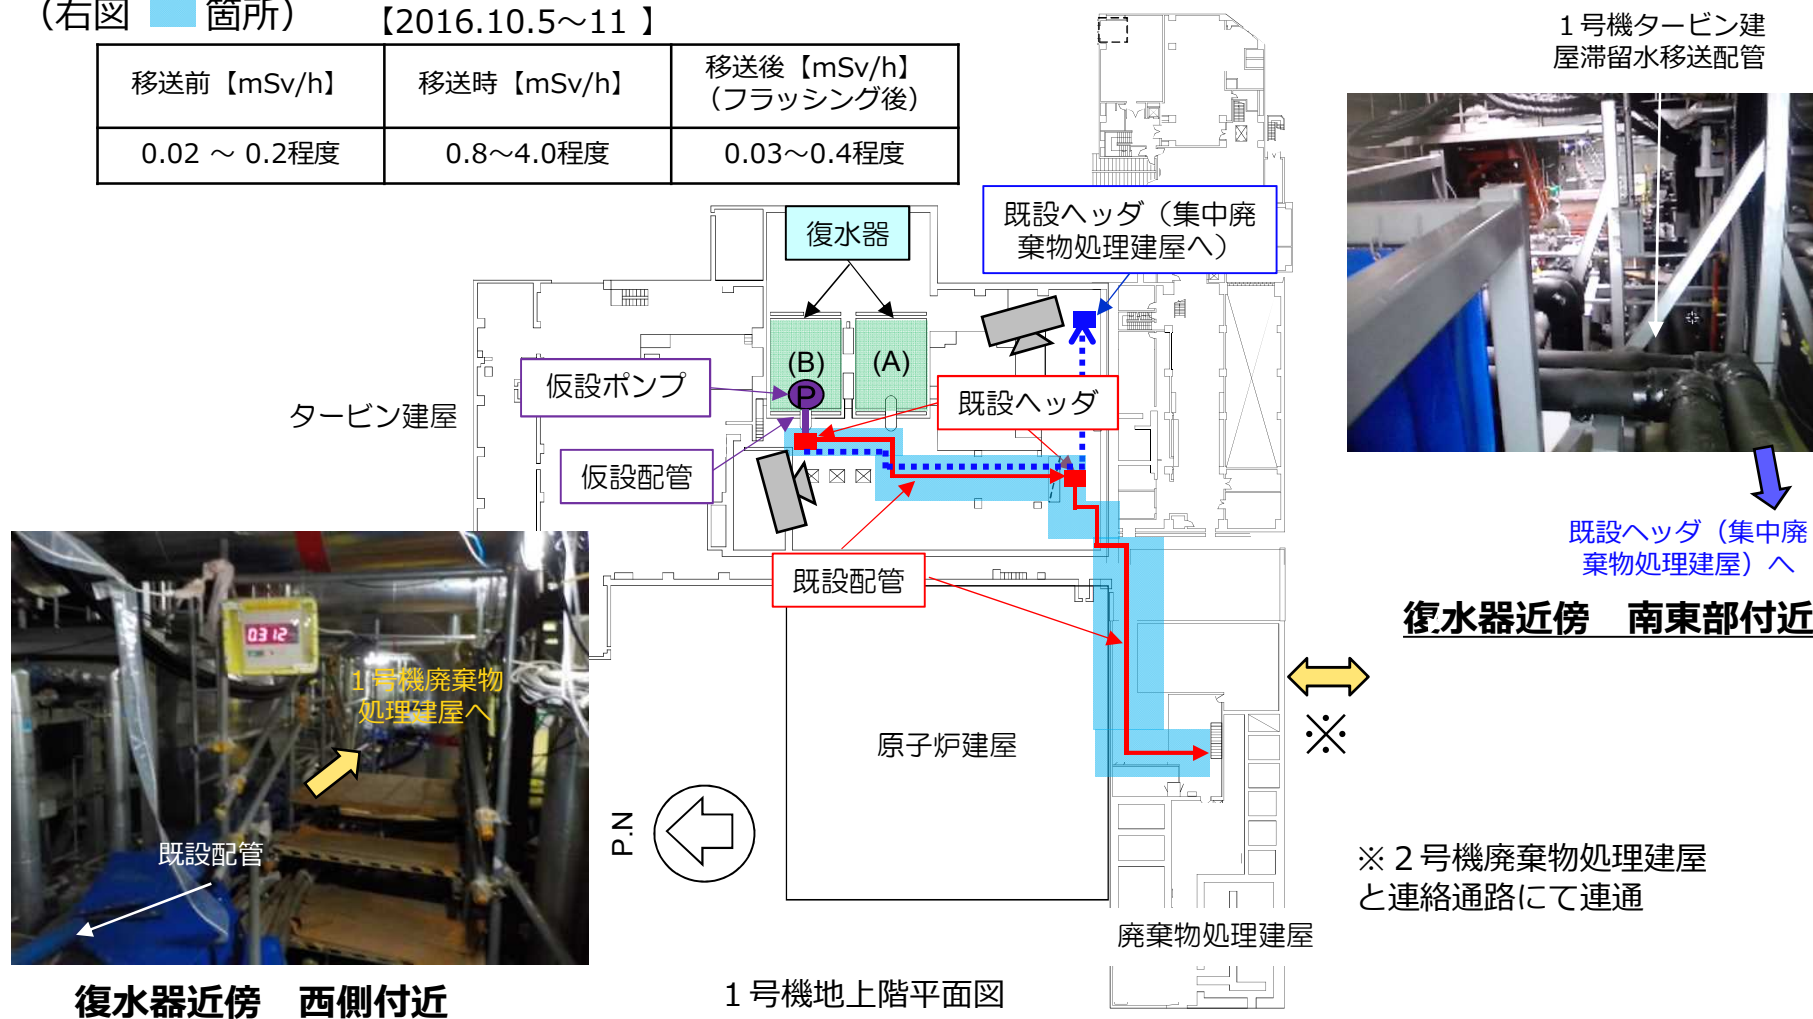 （右図　　箇所）
【2016.10.5～11 】
移送前【mSv/h】
移送時【mSv/h】
移送後【mSv/h】
（フラッシング後）
0.02 ～ 0.2程度
0.8～4.0程度
0.03～0.4程度
１号機タービン建
屋滞留水移送配管
復水器
既設ヘッダ（集中廃
棄物処理建屋へ）
(B)
(A)
P
仮設ポンプ
既設ヘッダ
タービン建屋
仮設配管
既設配管
既設ヘッダ（集中廃
棄物処理建屋）へ
復水器近傍　南東部付近
0.312
１号機廃棄物
処理建屋へ
既設配管
原子炉建屋
※
P.N
※２号機廃棄物処理建屋
と連絡通路にて連通
廃棄物処理建屋
復水器近傍　西側付近
１号機地上階平面図